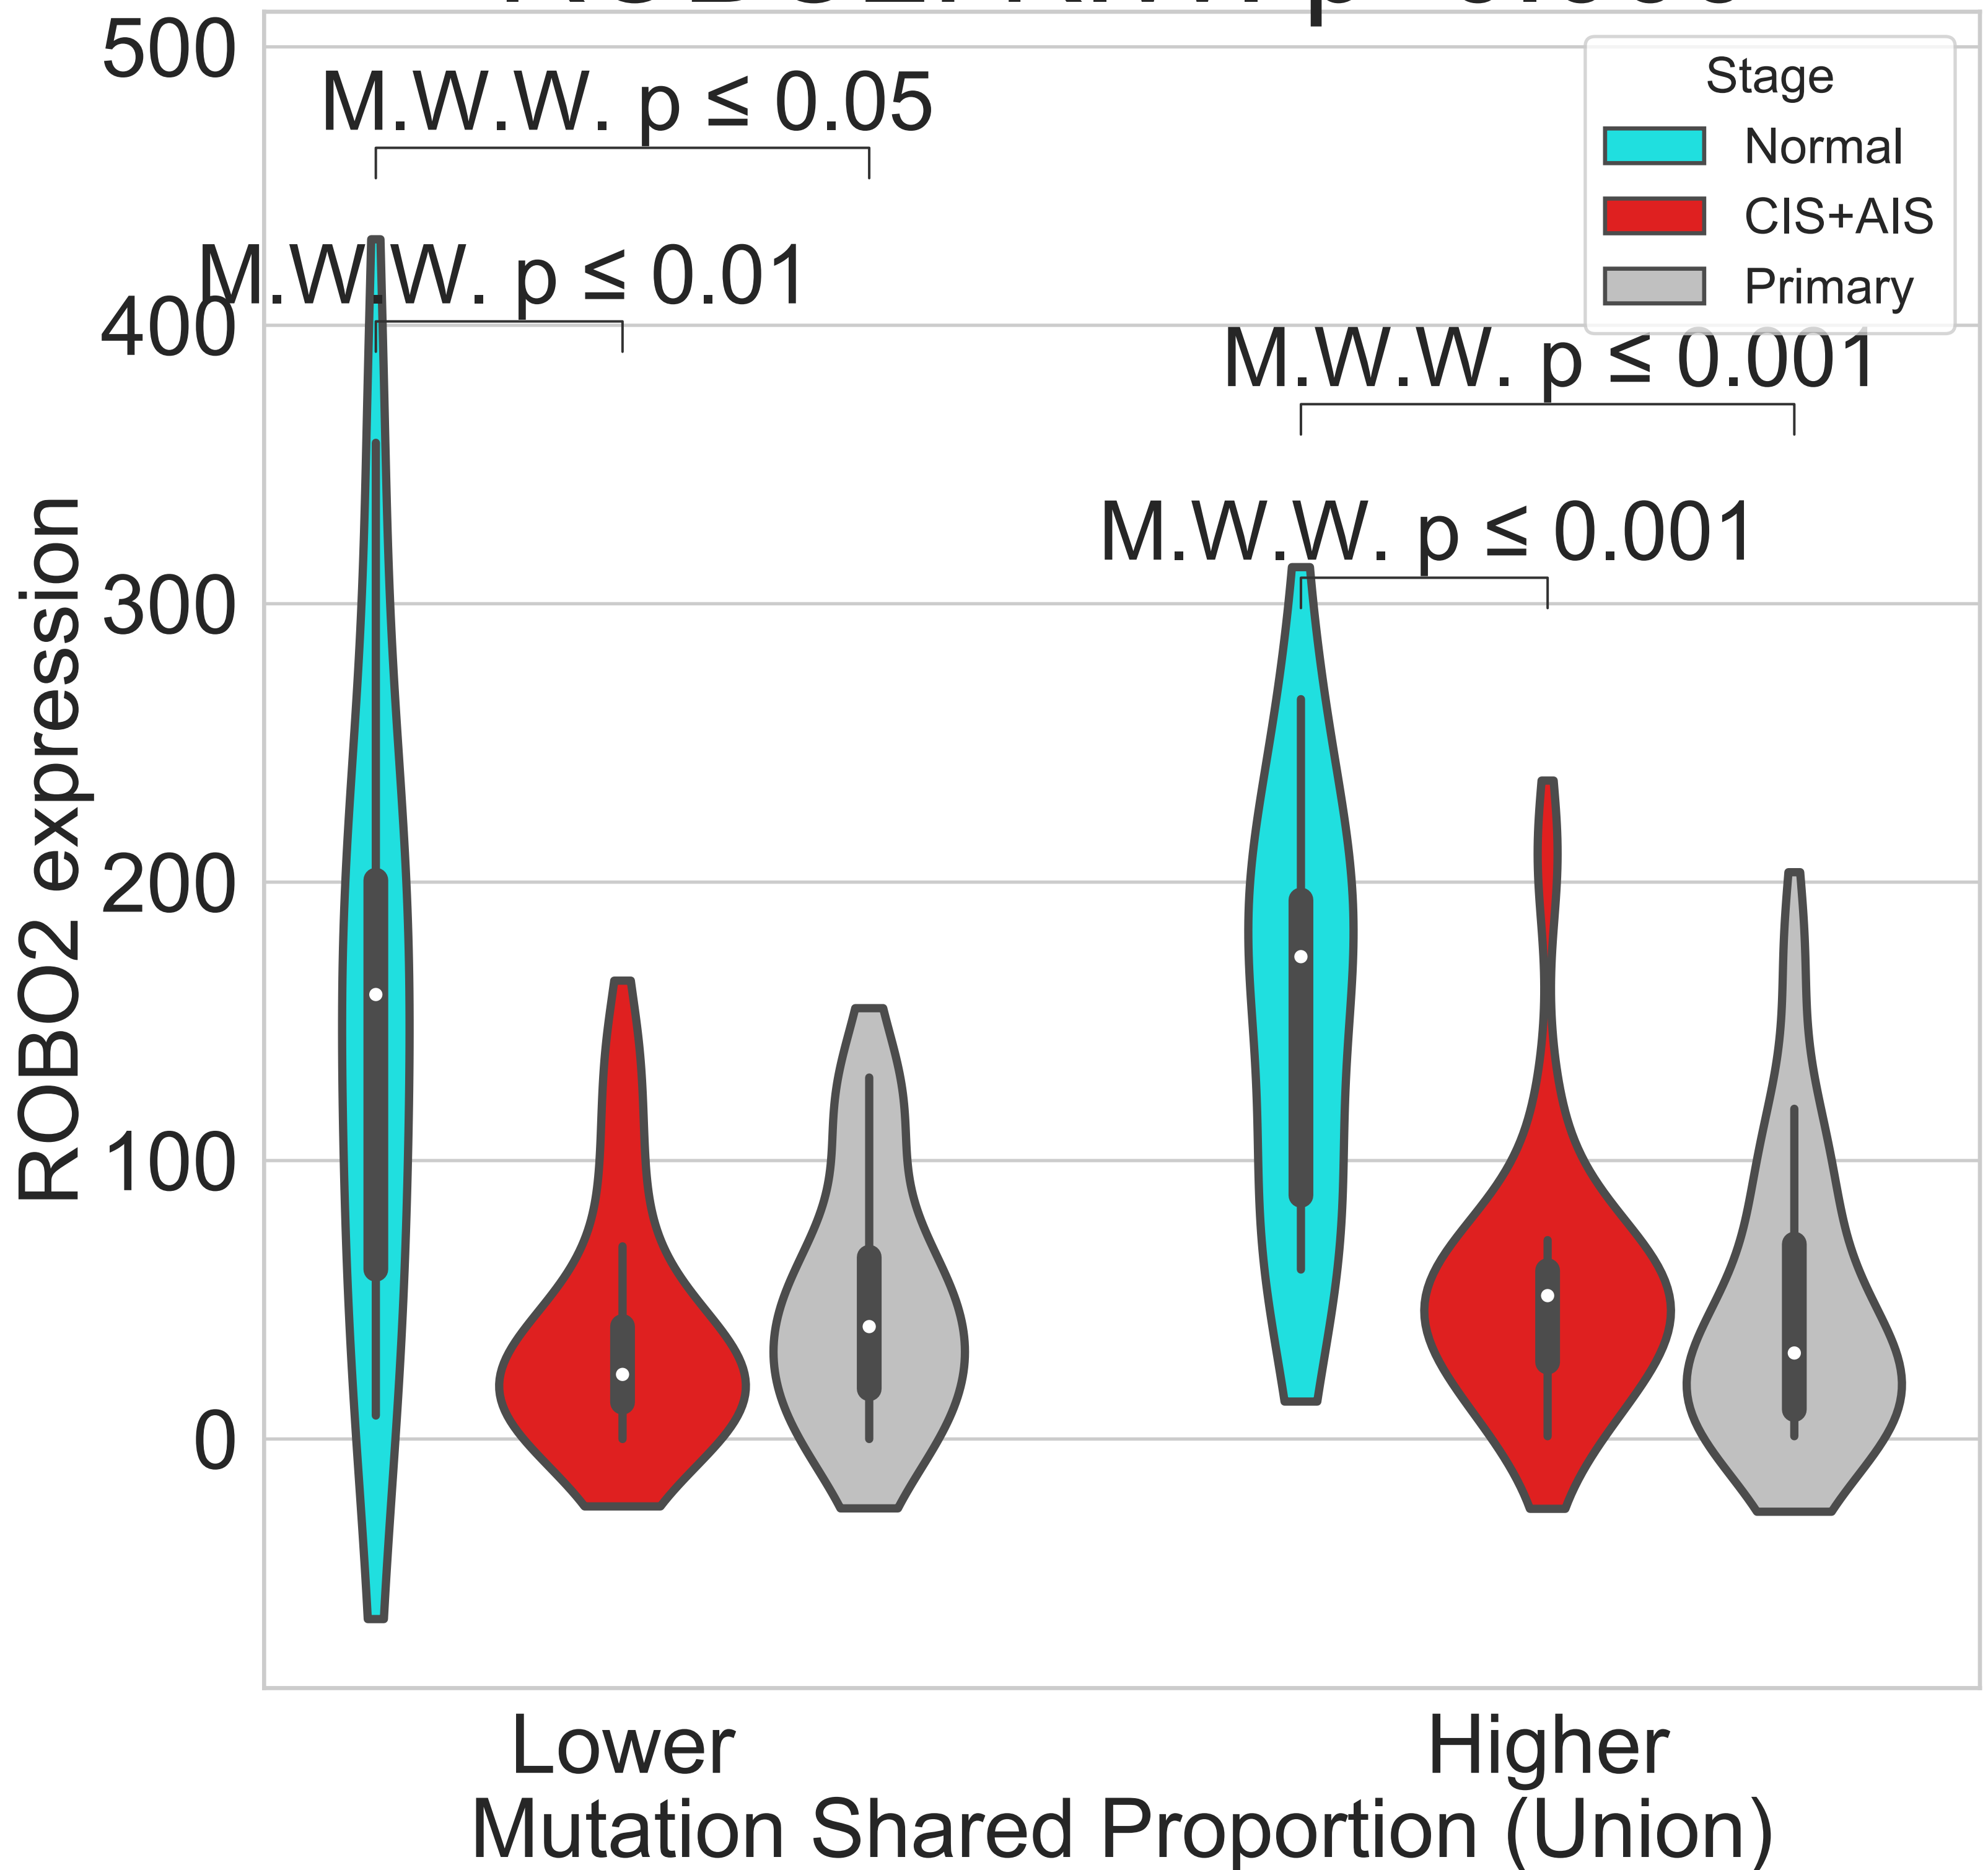 500
400
300
200
100
0
ROBO2 expression
M.W.W. p ≤ 0.05
M.W.W. p ≤ 0.01
M.W.W. p ≤ 0.001
M.W.W. p ≤ 0.001
Stage
Normal
CIS+AIS
Primary
Lower
Higher
Mutation Shared Proportion (Union)